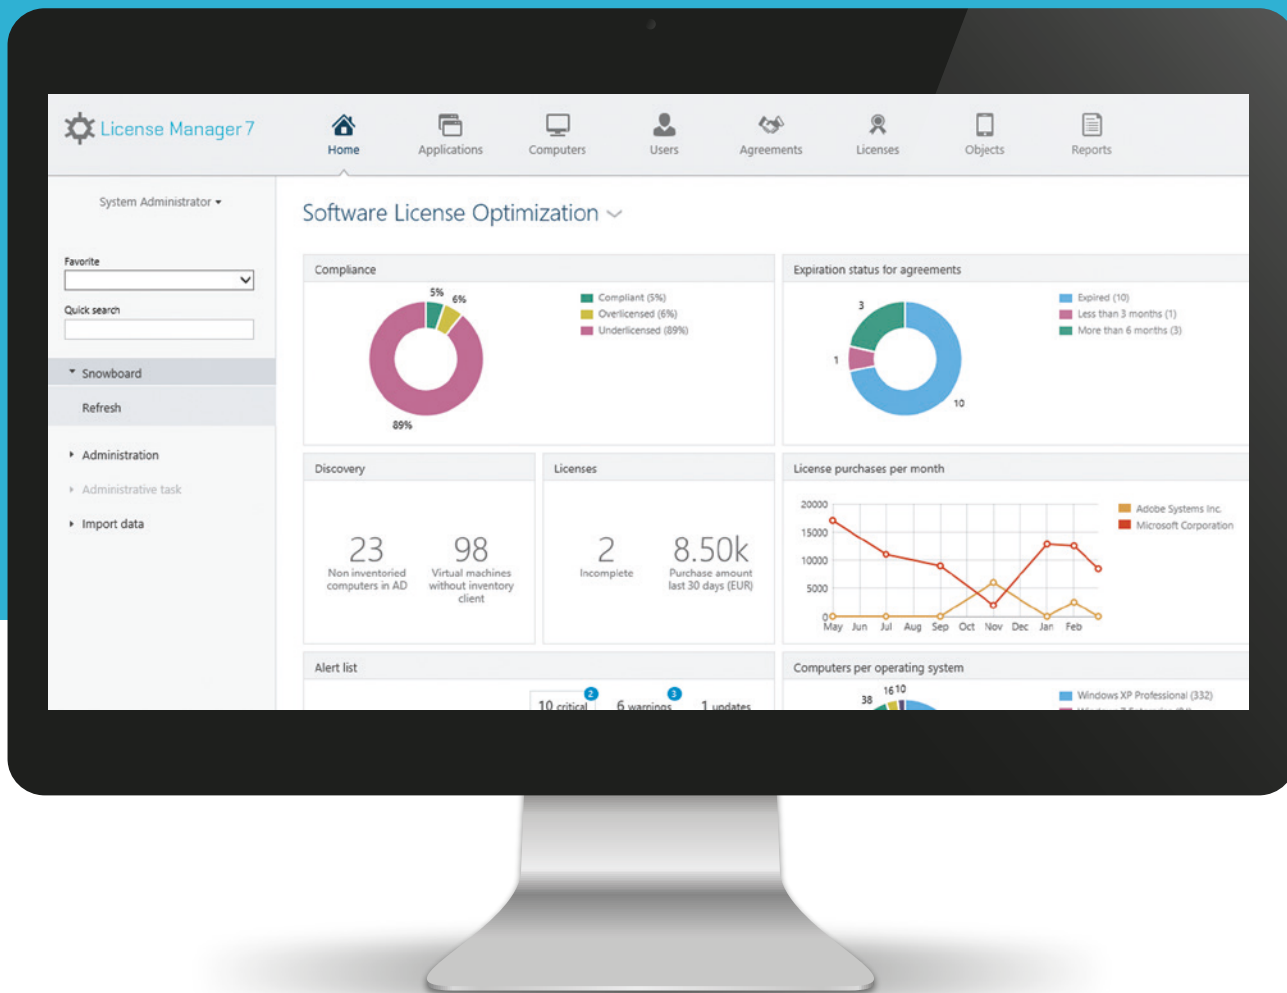 License Manager 7
Home
Applications
Computers
Users
Agreements
Licenses
Objects
Reports
System Administrator
Favorite
Quick search
Snowboard
Refresh
Administration
Administrative task
Import data
Software License Optimization
Compliance
5%
6%
89%
Compliant (5%)
Overlicensed (6%)
Underlicensed (89%)
Expiration status for agreements
3
1
10
Expired (10)
Less than 3 months (1)
More than 6 months (3)
Discovery
23
Non inventoried
computers in AD
98
Virtual machines
without inventory
client
Licenses
2
Incomplete
8.50k
Purchase amount
last 30 days (EUR)
License purchases per month
20000
15000
10000
5000
0
May Jun Jul Aug Sep Oct Nov Dec Jan Feb
Adobe Systems Inc.
Microsoft Corporation
Alert list
2
10 critical
3
6 warnings
1 updates
Computers per operating system
38
16
10
Windows XP Professional (332)